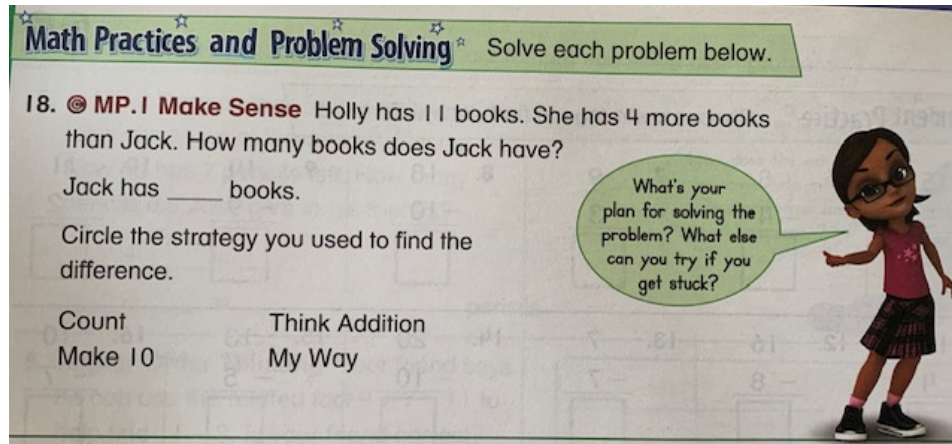 Math Practices and Problem Solving Solve each problem below.
18. © MP.1 Make Sense Holly has 11 books. She has 4 more books
than Jack. How many books does Jack have?
Jack has ____ books.
Circle the strategy you used to find the
difference.
Count Think Addition
Make 10 My Way
What's your
plan for solving the
problem? What else
can you try if you
get stuck?